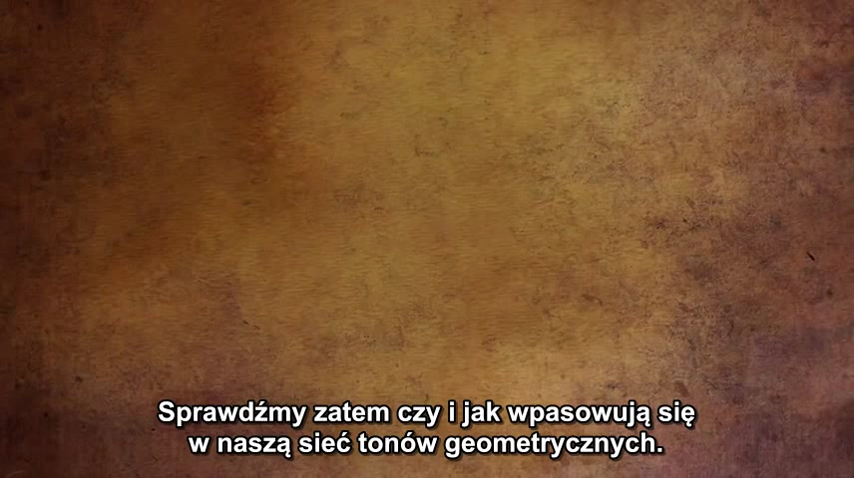 Sprawdźmy zatem czy i jak wpasowują się
w naszą sieć tonów geometrycznych.